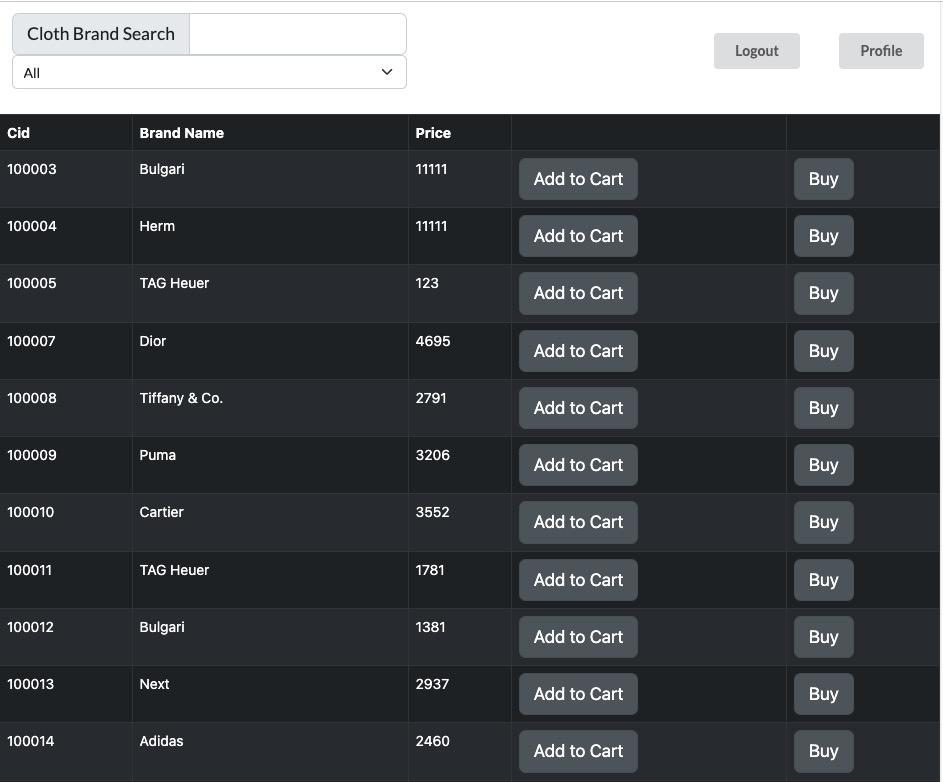 Cloth Brand Search
All
Logout Profile
Cid Brand Name Price
100003 Bulgari 11111 Add to Cart Buy
100004 Herm 11111 Add to Cart Buy
100005 TAG Heuer 123 Add to Cart Buy
100007 Dior 4695 Add to Cart Buy
100008 Tiffany & Co. 2791 Add to Cart Buy
100009 Puma 3206 Add to Cart Buy
100010 Cartier 3552 Add to Cart Buy
100011 TAG Heuer 1781 Add to Cart Buy
100012 Bulgari 1381 Add to Cart Buy
100013 Next 2937 Add to Cart Buy
100014 Adidas 2460 Add to Cart Buy